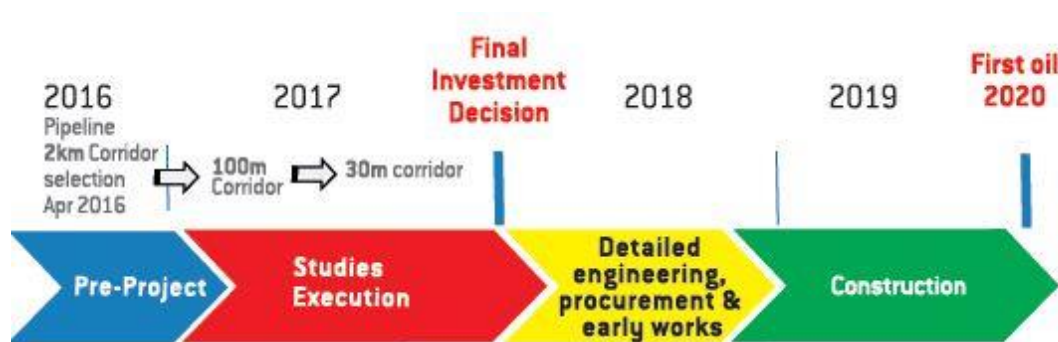 2016
Pipeline
2km Corridor
selection
Apr 2016
2017
100m
Corridor
30m corridor
Final
Investment
Decision
2018
2019
First oil
2020
Pre-Project
Studies
Execution
Detailed
engineering,
procurement &
early works
Construction